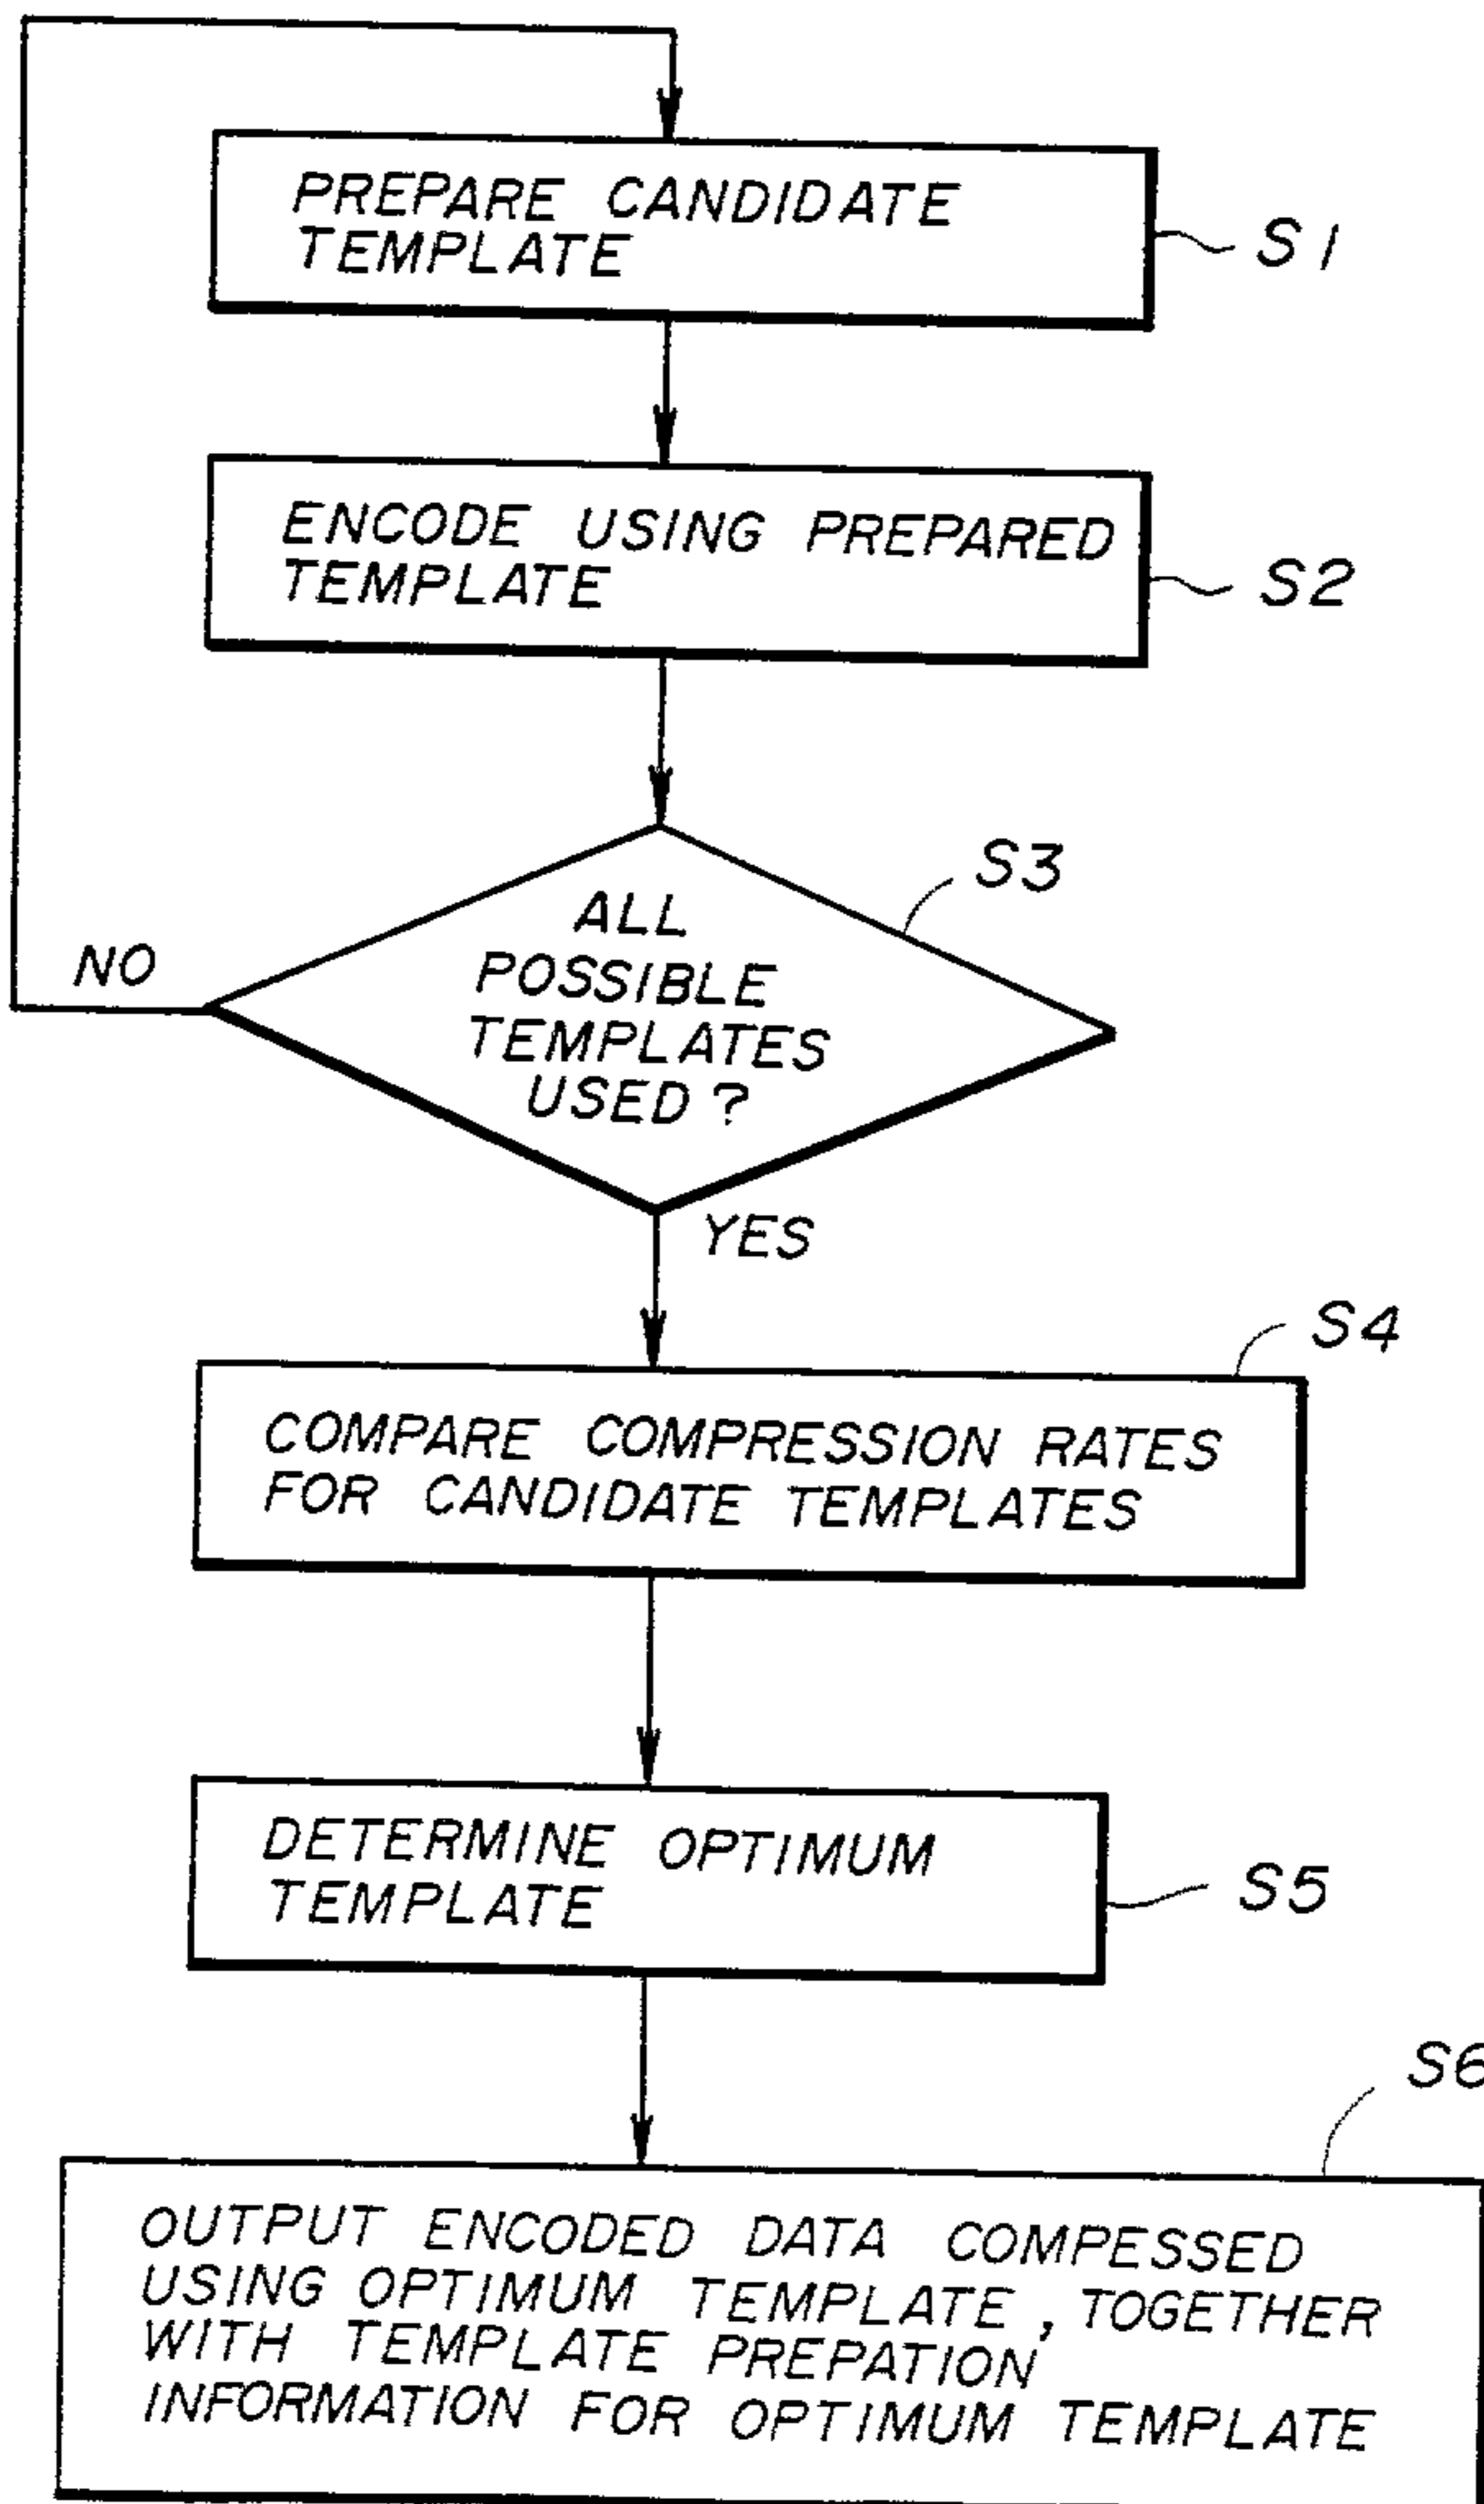 PREPARE CANDIDATE
TEMPLATE
S1
ENCODE USING PREPARED
TEMPLATE
S2
S3
ALL
POSSIBLE
TEMPLATES
USED ?
NO
YES
S4
COMPARE COMPRESSION RATES
FOR CANDIDATE TEMPLATES
DETERMINE OPTIMUM
TEMPLATE
S5
S6
OUTPUT ENCODED DATA COMPESSED
USING OPTIMUM TEMPLATE, TOGETHER
WITH TEMPLATE PREPATION
INFORMATION FOR OPTIMUM TEMPLATE